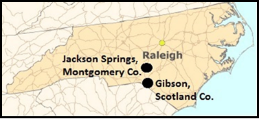 Raleigh
Jackson Springs,
Montgomery Co.
Gibson,
Scotland Co.